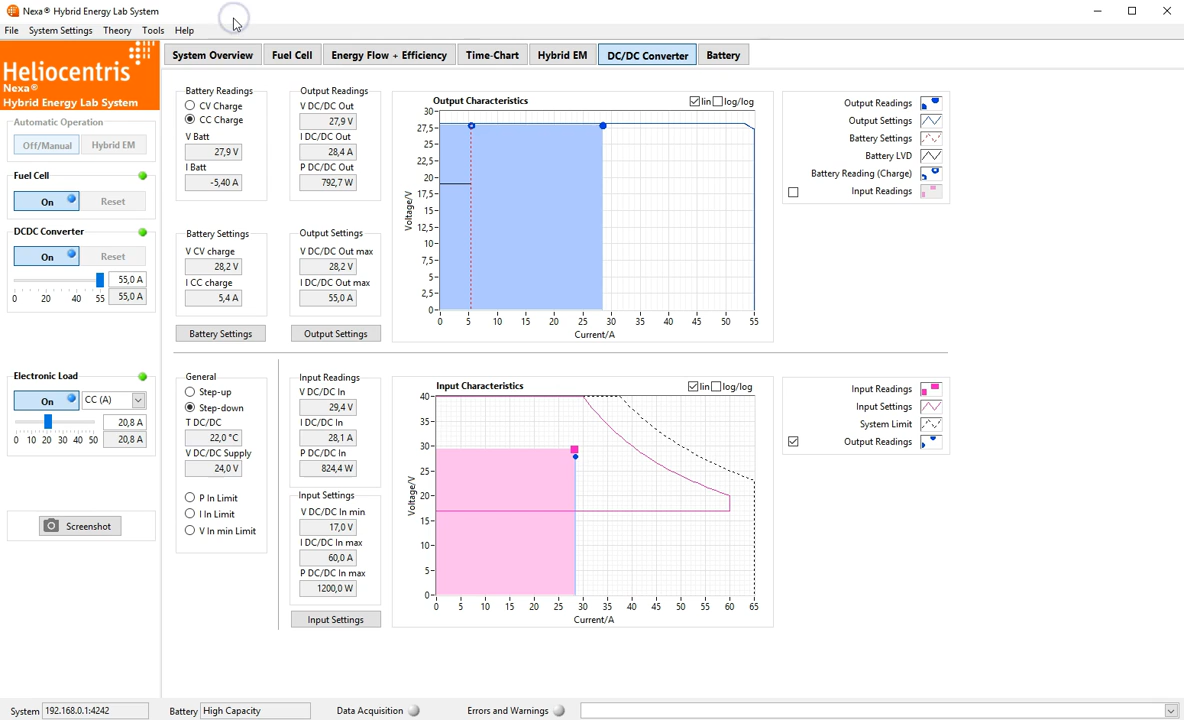 Nexa® Hybrid Energy Lab System
File System Settings Theory Tools Help
Heliocentris
Nexa®
Hybrid Energy Lab System
System Overview Fuel Cell Energy Flow + Efficiency Time-Chart Hybrid EM DC/DC Converter Battery
Automatic Operation
Off/Manual Hybrid EM
Fuel Cell
On Reset
DCDC Converter
On Reset
55,0 A
0 20 40 55 55,0 A
Electronic Load
On CC (A)
20,8 A
0 10 20 30 40 50 20,8 A
Screenshot
Battery Readings
CV Charge
CC Charge
V Batt
27,9 V
I Batt
-5,40 A
Output Readings
V DC/DC Out
27,9 V
I DC/DC Out
28,4 A
P DC/DC Out
792,7 W
Battery Settings
V CV charge
28,2 V
I CC charge
5,4 A
Battery Settings
Output Settings
V DC/DC Out max
28,2 V
I DC/DC Out max
55,0 A
Output Settings
Output Characteristics
lin log/log
30
27,5
25
22,5
20
17,5
15
12,5
10
7,5
5
2,5
0
Voltage/V
0 5 10 15 20 25 30 35 40 45 50 55
Current/A
Output Readings
Output Settings
Battery Settings
Battery LVD
Battery Reading (Charge)
Input Readings
General
Step-up
Step-down
T DC/DC
22,0 °C
V DC/DC Supply
24,0 V
P In Limit
I In Limit
V In min Limit
Input Readings
V DC/DC In
29,4 V
I DC/DC In
28,1 A
P DC/DC In
824,4 W
Input Settings
V DC/DC In min
17,0 V
I DC/DC In max
60,0 A
P DC/DC In max
1200,0 W
Input Settings
Input Characteristics
lin log/log
40
35
30
25
20
15
10
5
0
Voltage/V
0 5 10 15 20 25 30 35 40 45 50 55 60 65
Current/A
Input Readings
Input Settings
System Limit
Output Readings
System 192.168.0.1:4242 Battery High Capacity Data Acquisition Errors and Warnings